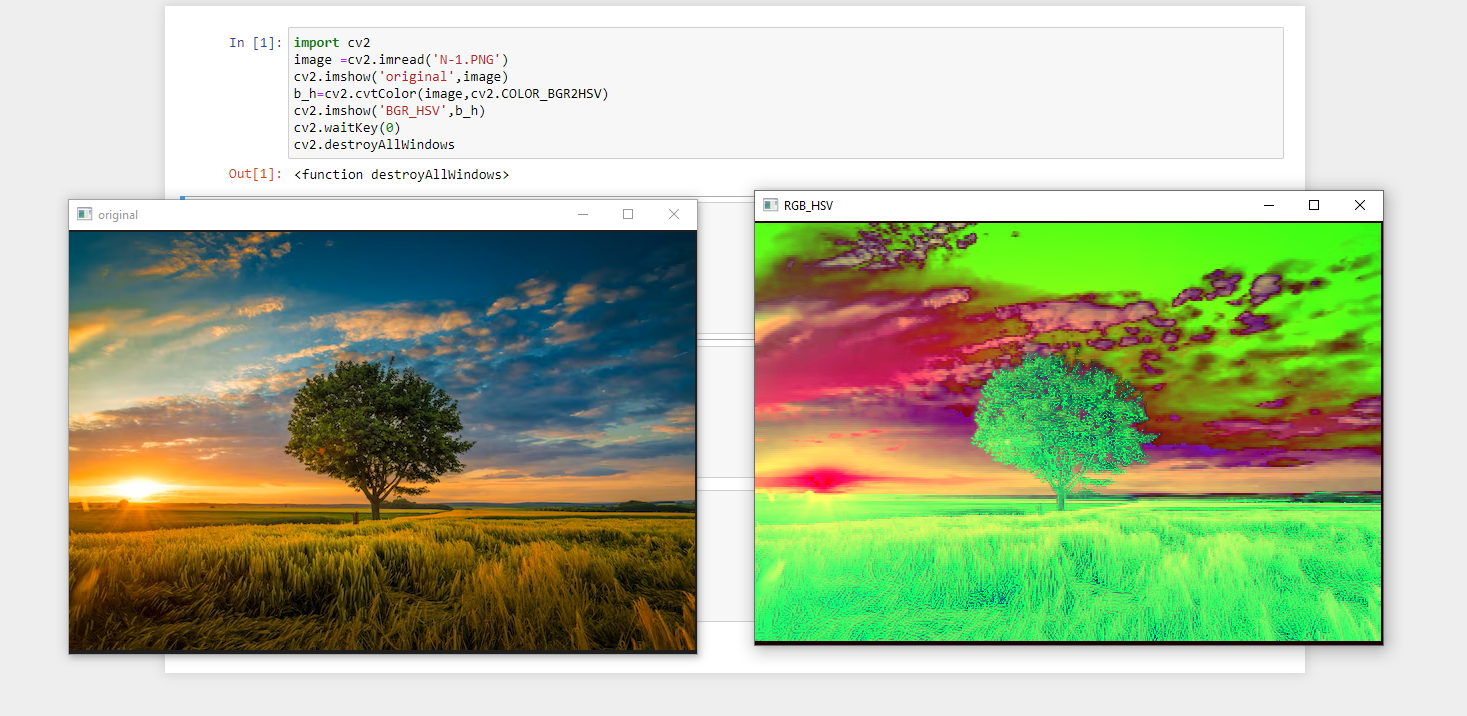 In [1]: import cv2
image =cv2.imread('N-1.PNG')
cv2.imshow('original',image)
b_h=cv2.cvtColor(image,cv2.COLOR_BGR2HSV)
cv2.imshow('BGR_HSV',b_h)
cv2.waitKey(0)
cv2.destroyAllWindows
Out[1]: <function destroyAllWindows>
original
RGB_HSV